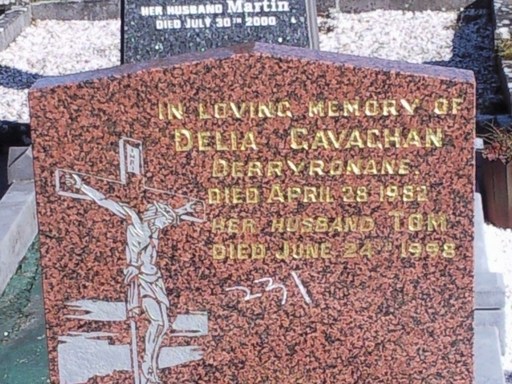 HER HUSBAND Martin
DIED JULY 30TH 2000
IN LOVING MEMORY OF
DELIA GAVAGHAN
DERRYRONANE.
DIED APRIL 28 1982
HER HUSBAND TOM
DIED JUNE 24TH 1998
231